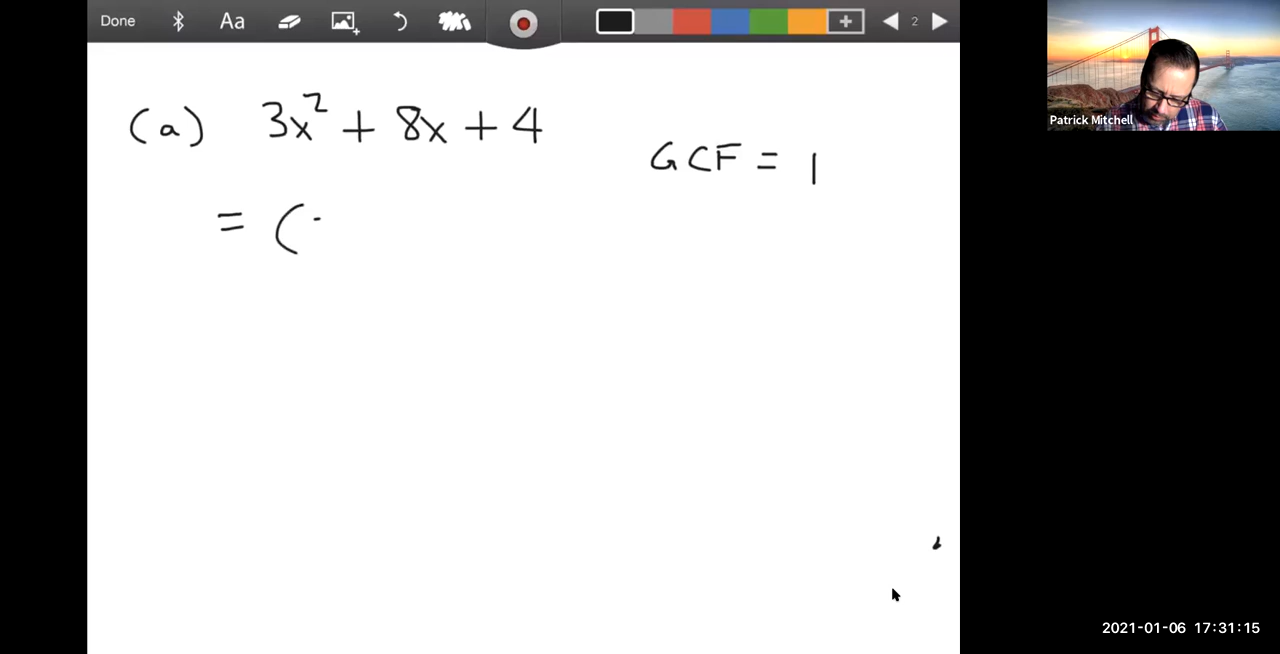 Done Aa 2
(a) 3x² + 8x + 4
GCF = 1
= (
Patrick Mitchell
2021-01-06 17:31:15